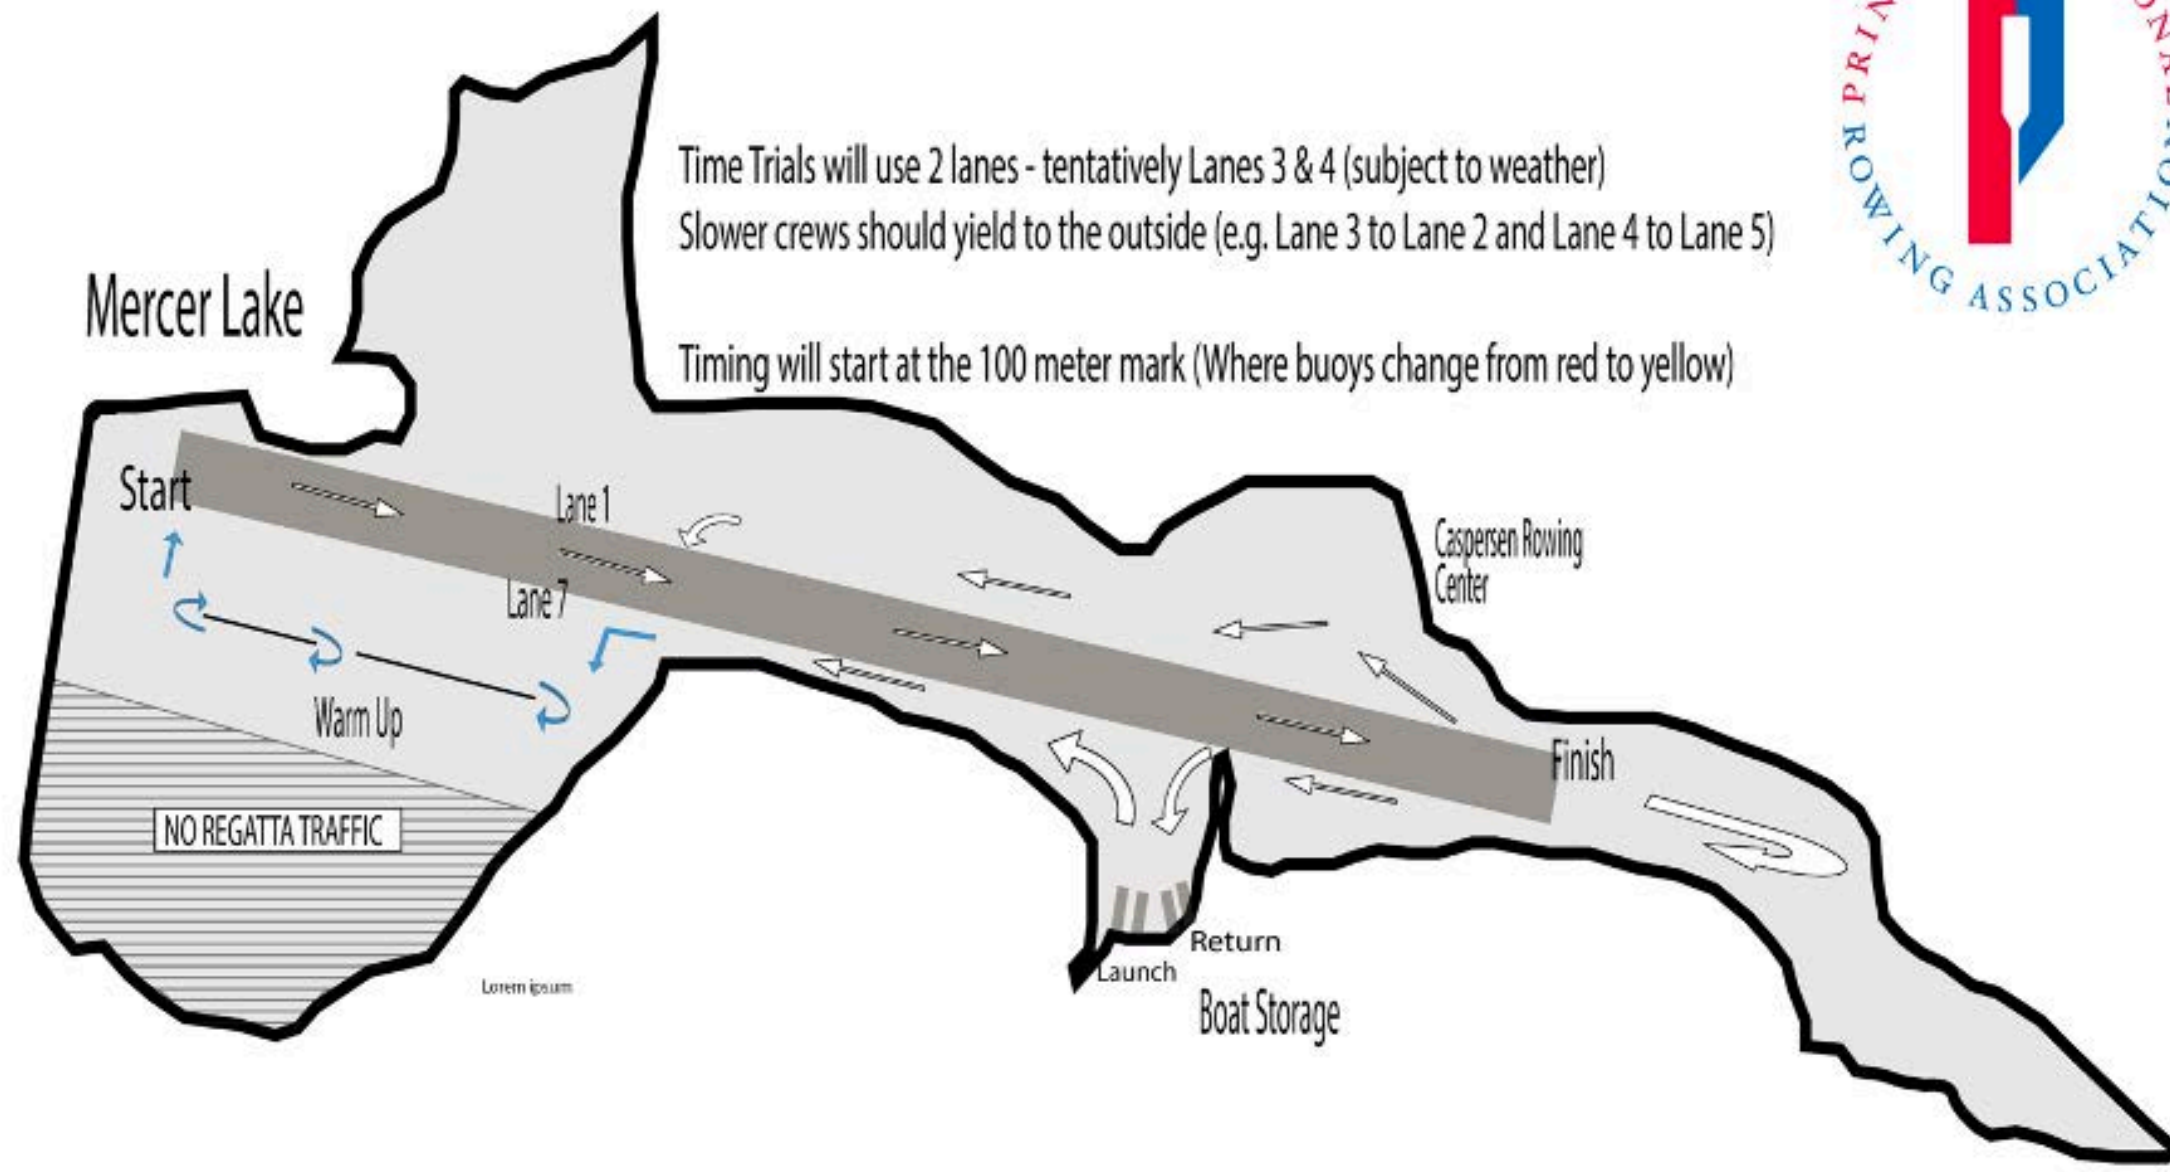 Time Trials will use 2 lanes - tentatively Lanes 3 & 4 (subject to weather)
Slower crews should yield to the outside (e.g. Lane 3 to Lane 2 and Lane 4 to Lane 5)
Timing will start at the 100 meter mark (Where buoys change from red to yellow)
ROWING ASSOCIATION
Mercer Lake
Start
Lane 1
Lane 7
Caspersen Rowing
Center
Warm Up
Finish
NO REGATTA TRAFFIC
Return
Launch
Lorem ipsum
Boat Storage